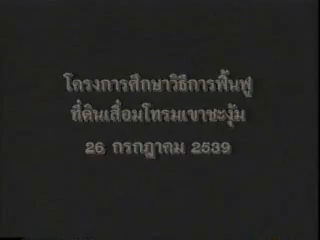 โครงการศึกษาวิธีการฟื้นฟู
ที่ดินเสื่อมโทรมเขาชะงุ้ม
26 กรกฎาคม 2539